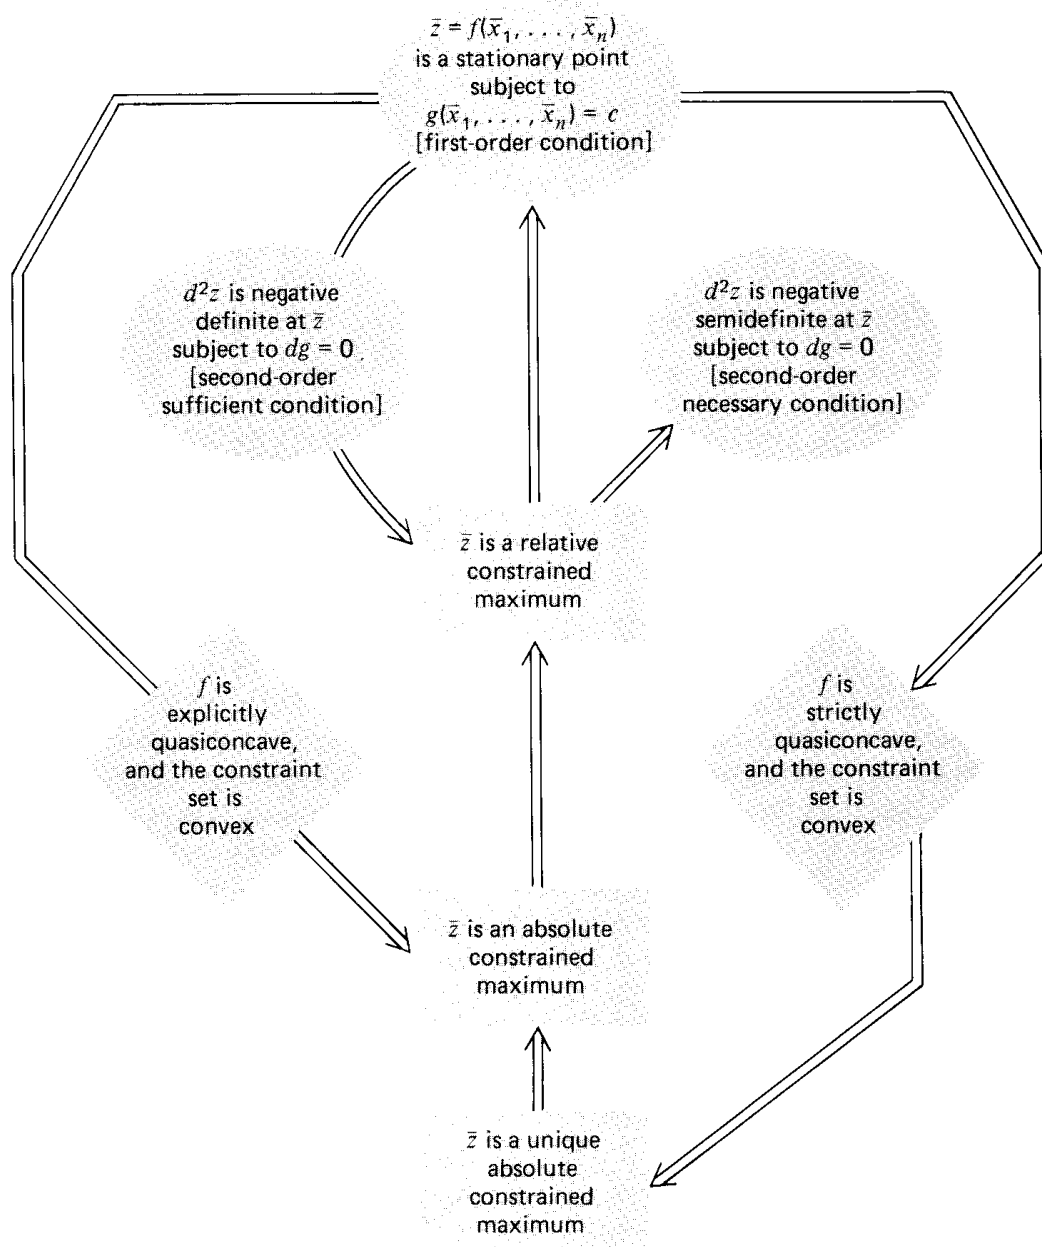 z̄ = f(x̄₁, . . . , x̄ₙ)
is a stationary point
subject to
g(x̄₁, . . . , x̄ₙ) = c
[first-order condition]
d²z is negative
definite at z̄
subject to dg = 0
[second-order
sufficient condition]
d²z is negative
semidefinite at z̄
subject to dg = 0
[second-order
necessary condition]
z̄ is a relative
constrained
maximum
f is
explicitly
quasiconcave,
and the constraint
set is
convex
f is
strictly
quasiconcave,
and the constraint
set is
convex
z̄ is an absolute
constrained
maximum
z̄ is a unique
absolute
constrained
maximum